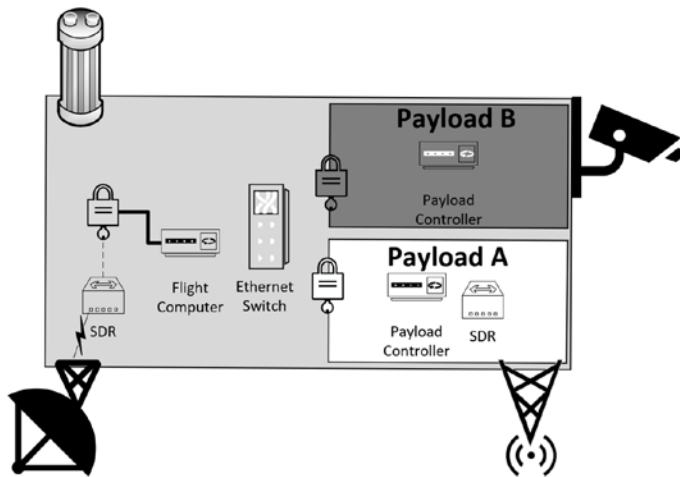 Payload B
Payload
Controller
Payload A
Flight
Computer
Ethernet
Switch
SDR
Payload
Controller
SDR